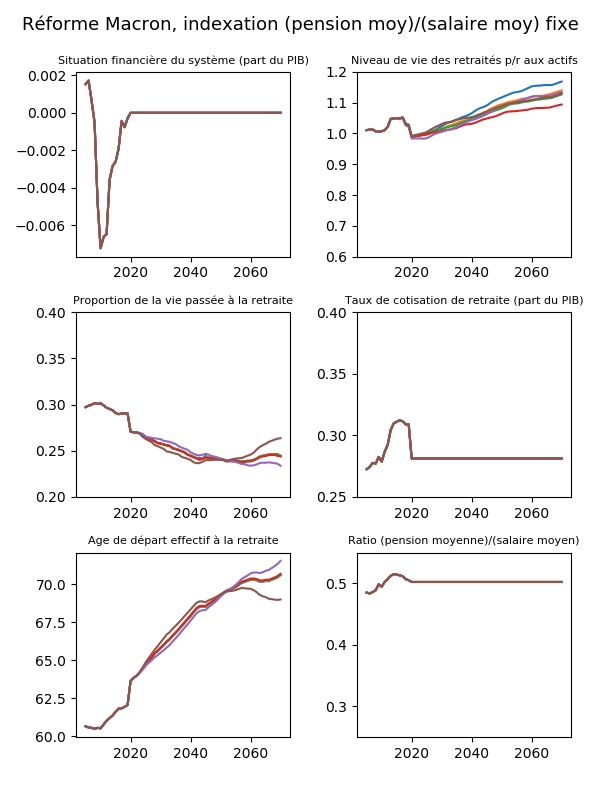 Réforme Macron, indexation (pension moy)/(salaire moy) fixe
Situation financière du système (part du PIB)
0.002
0.000
−0.002
−0.004
−0.006
2020 2040 2060
Niveau de vie des retraités p/r aux actifs
1.2
1.1
1.0
0.9
0.8
0.7
0.6
2020 2040 2060
Proportion de la vie passée à la retraite
0.40
0.35
0.30
0.25
0.20
2020 2040 2060
Taux de cotisation de retraite (part du PIB)
0.40
0.35
0.30
0.25
2020 2040 2060
Age de départ effectif à la retraite
70.0
67.5
65.0
62.5
60.0
2020 2040 2060
Ratio (pension moyenne)/(salaire moyen)
0.5
0.4
0.3
2020 2040 2060